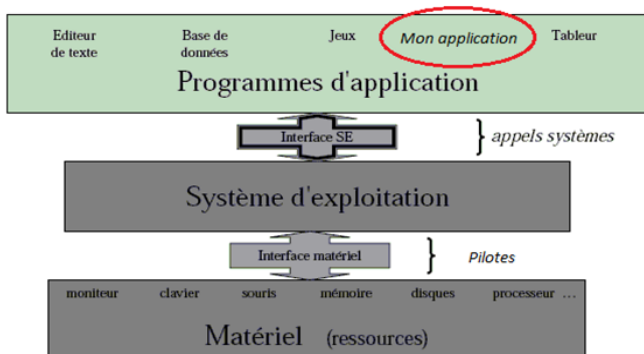 Editeur de texte
Base de données
Jeux
Mon application
Tableur
Programmes d'application
Interface SE
appels systèmes
Système d'exploitation
Interface matériel
Pilotes
moniteur clavier souris mémoire disques processeur ...
Matériel (ressources)